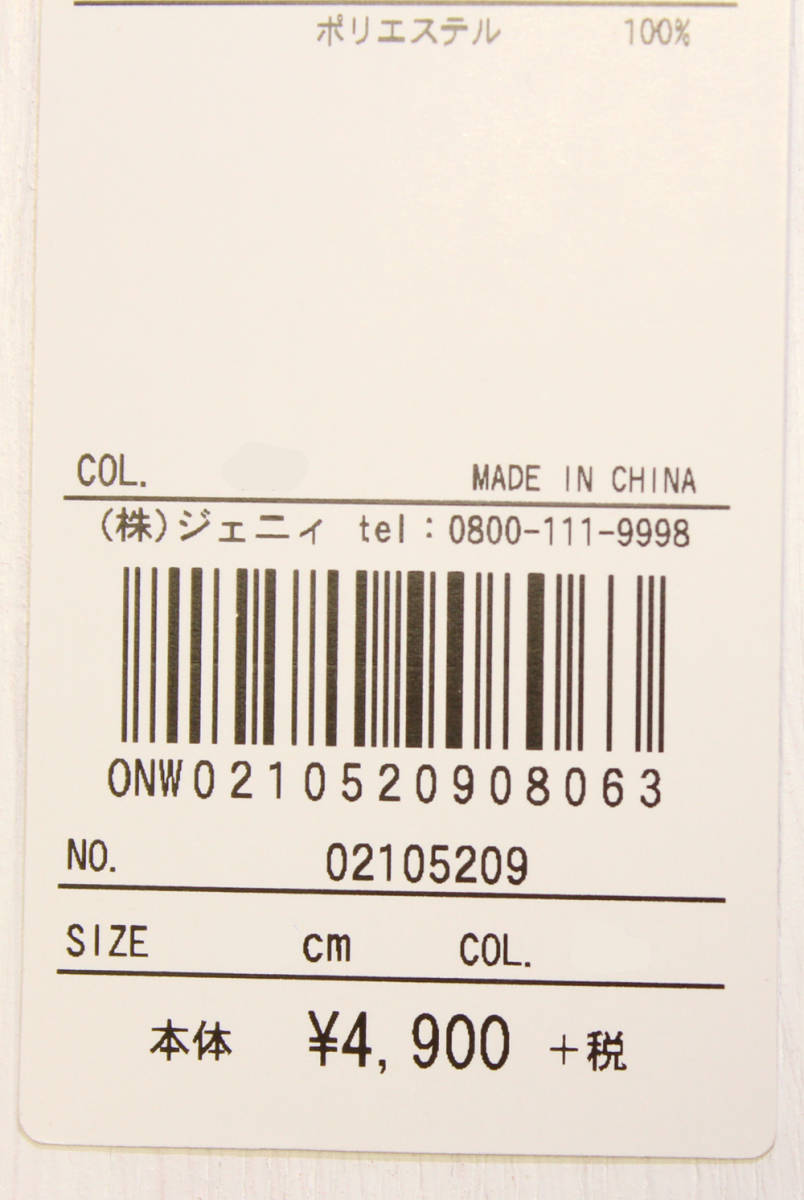 ポリエステル 100%
COL. MADE IN CHINA
(株)ジェニィ tel:0800-111-9998
ONW0210520908063
NO. 02105209
SIZE cm COL.
本体 ¥4,900 +税